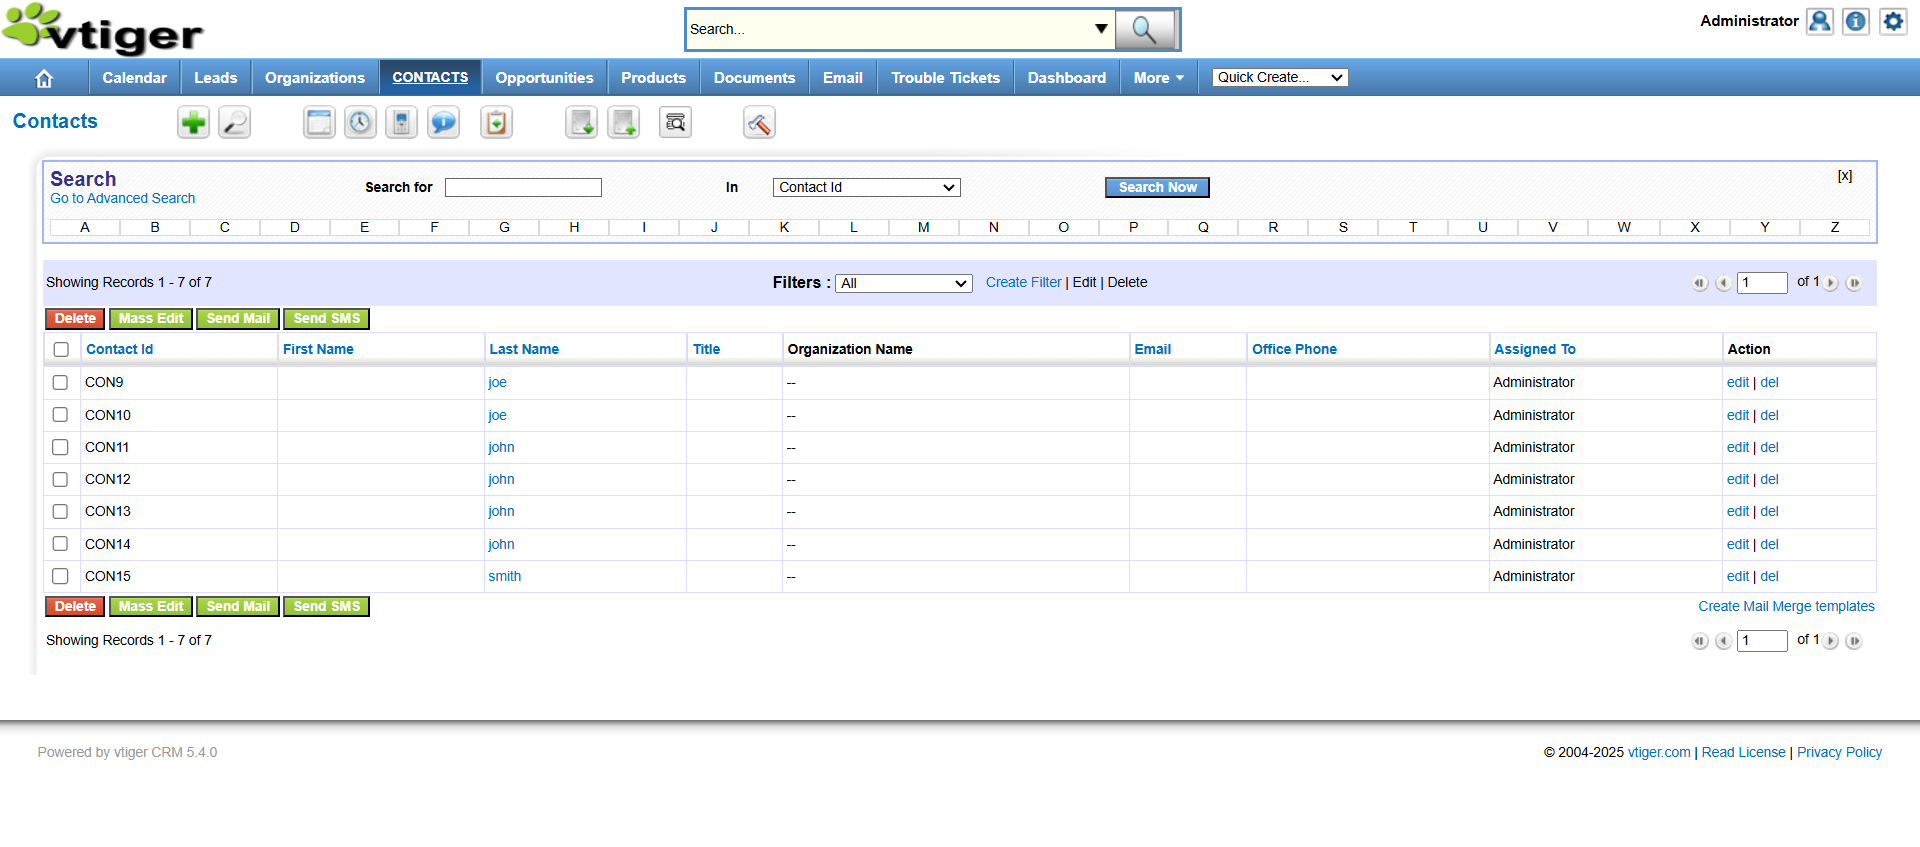 vtiger
Search...
Administrator
Calendar Leads Organizations CONTACTS Opportunities Products Documents Email Trouble Tickets Dashboard More Quick Create...
Contacts
Search
Go to Advanced Search
Search for In Contact Id Search Now [x]
A B C D E F G H I J K L M N O P Q R S T U V W X Y Z
Showing Records 1 - 7 of 7 Filters : All Create Filter | Edit | Delete 1 of 1
Delete Mass Edit Send Mail Send SMS
Contact Id First Name Last Name Title Organization Name Email Office Phone Assigned To Action
CON9 joe -- Administrator edit | del
CON10 joe -- Administrator edit | del
CON11 john -- Administrator edit | del
CON12 john -- Administrator edit | del
CON13 john -- Administrator edit | del
CON14 john -- Administrator edit | del
CON15 smith -- Administrator edit | del
Delete Mass Edit Send Mail Send SMS Create Mail Merge templates
Showing Records 1 - 7 of 7 1 of 1
Powered by vtiger CRM 5.4.0 © 2004-2025 vtiger.com | Read License | Privacy Policy